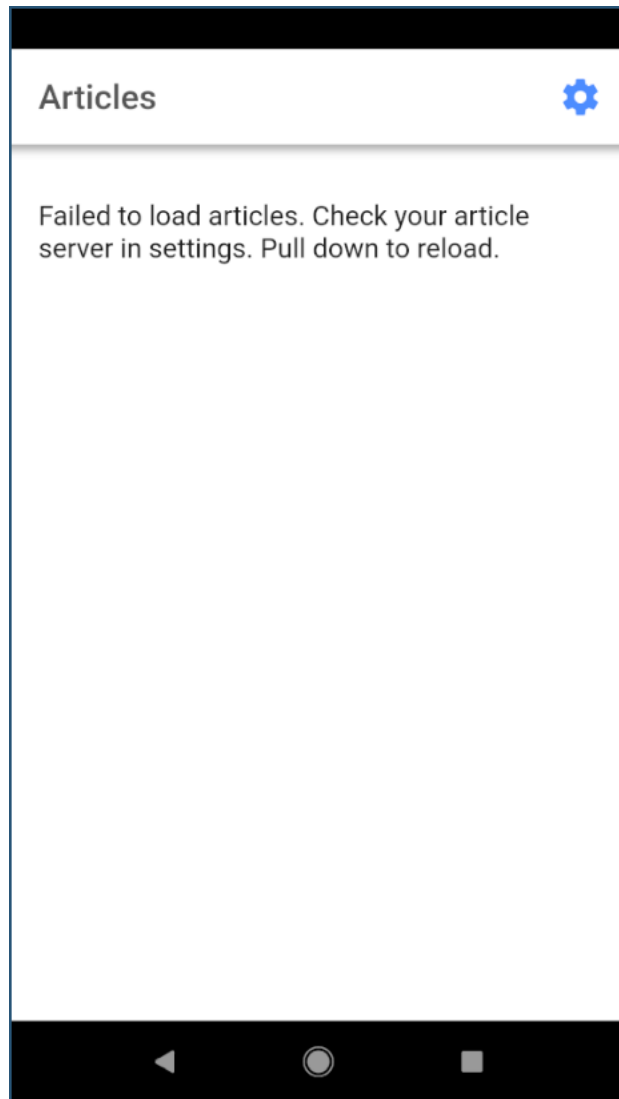 Articles
Failed to load articles. Check your article
server in settings. Pull down to reload.